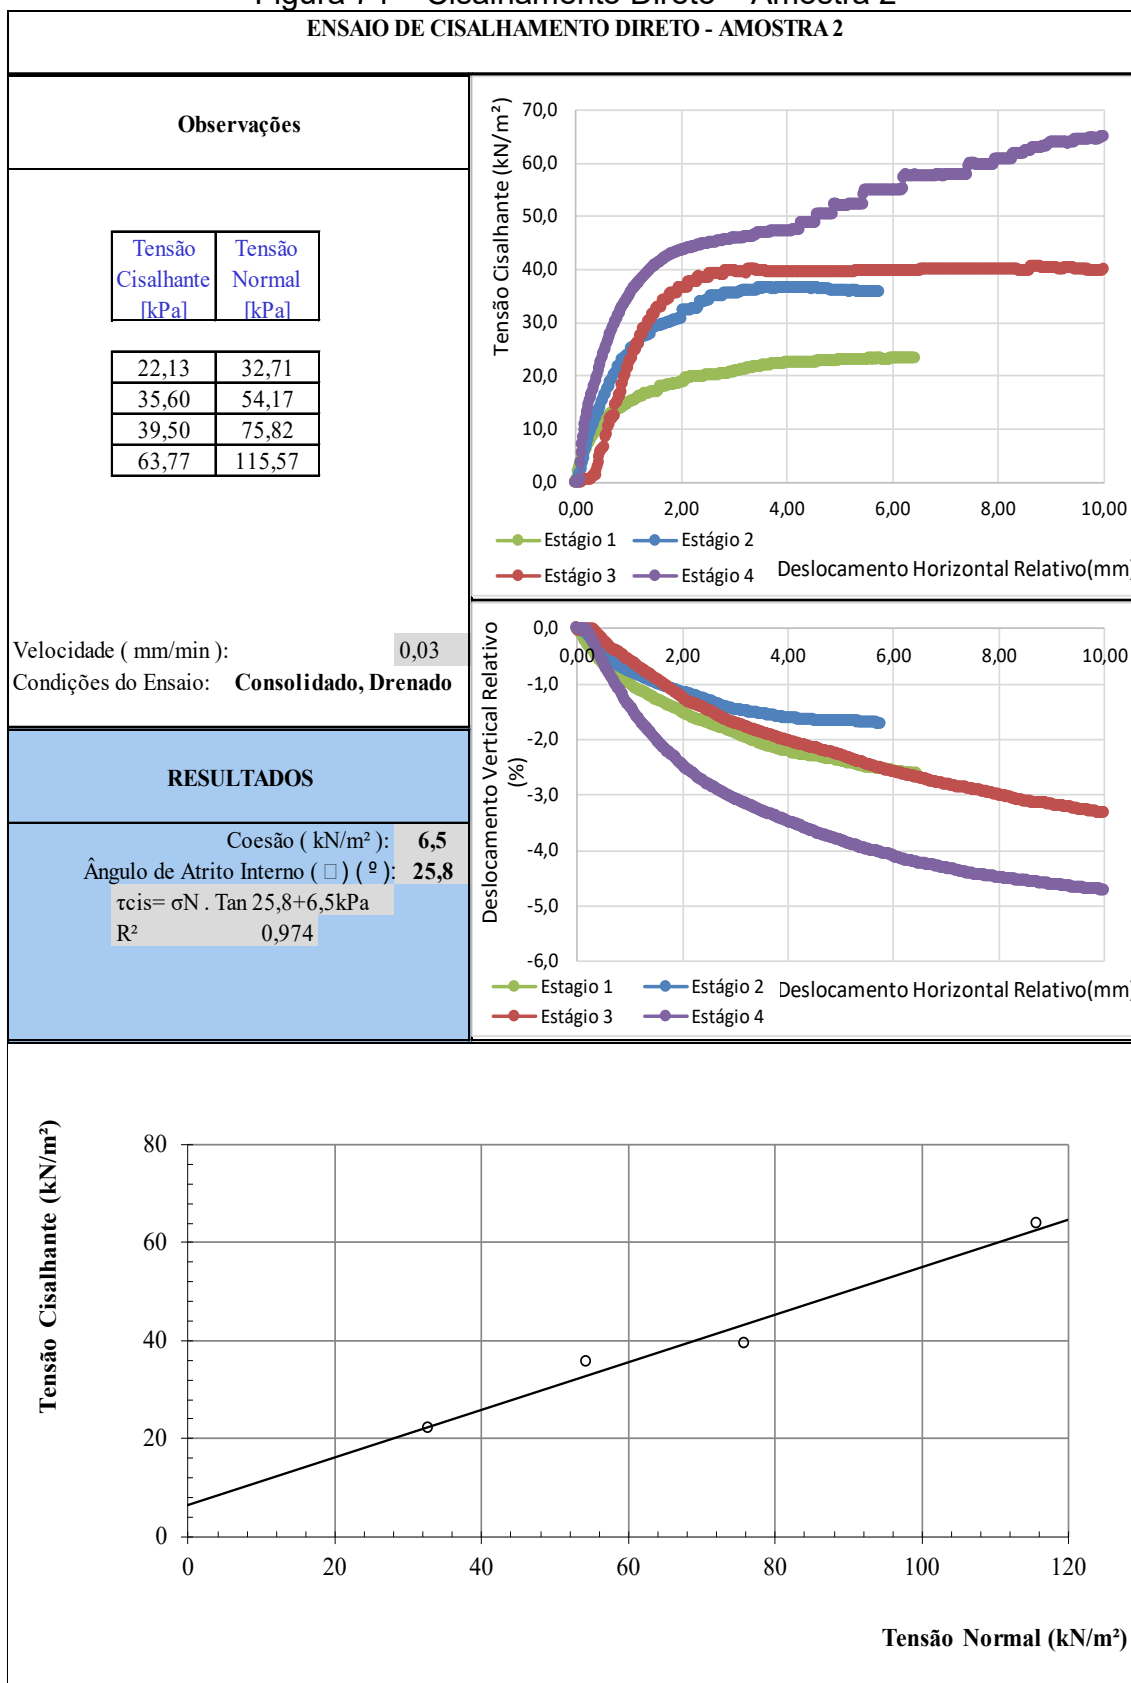 ENSAIO DE CISALHAMENTO DIRETO - AMOSTRA 2
Observações
Tensão Tensão
Cisalhante Normal
[kPa] [kPa]
22,13 32,71
35,60 54,17
39,50 75,82
63,77 115,57
Velocidade ( mm/min ): 0,03
Condições do Ensaio: Consolidado, Drenado
RESULTADOS
Coesão ( kN/m² ): 6,5
Ângulo de Atrito Interno ( □ ) ( º ): 25,8
τcis= σN . Tan 25,8+6,5kPa
R² 0,974
Tensão Cisalhante (kN/m²)
70,0
60,0
50,0
40,0
30,0
20,0
10,0
0,0
0,00 2,00 4,00 6,00 8,00 10,00
Estágio 1 Estágio 2
Estágio 3 Estágio 4
Deslocamento Horizontal Relativo(mm)
Deslocamento Vertical Relativo
(%)
0,0
0,00 2,00 4,00 6,00 8,00 10,00
-1,0
-2,0
-3,0
-4,0
-5,0
-6,0
Estagio 1 Estágio 2
Estágio 3 Estágio 4
Deslocamento Horizontal Relativo(mm)
Tensão Cisalhante (kN/m²)
80
60
40
20
0
0 20 40 60 80 100 120
Tensão Normal (kN/m²)